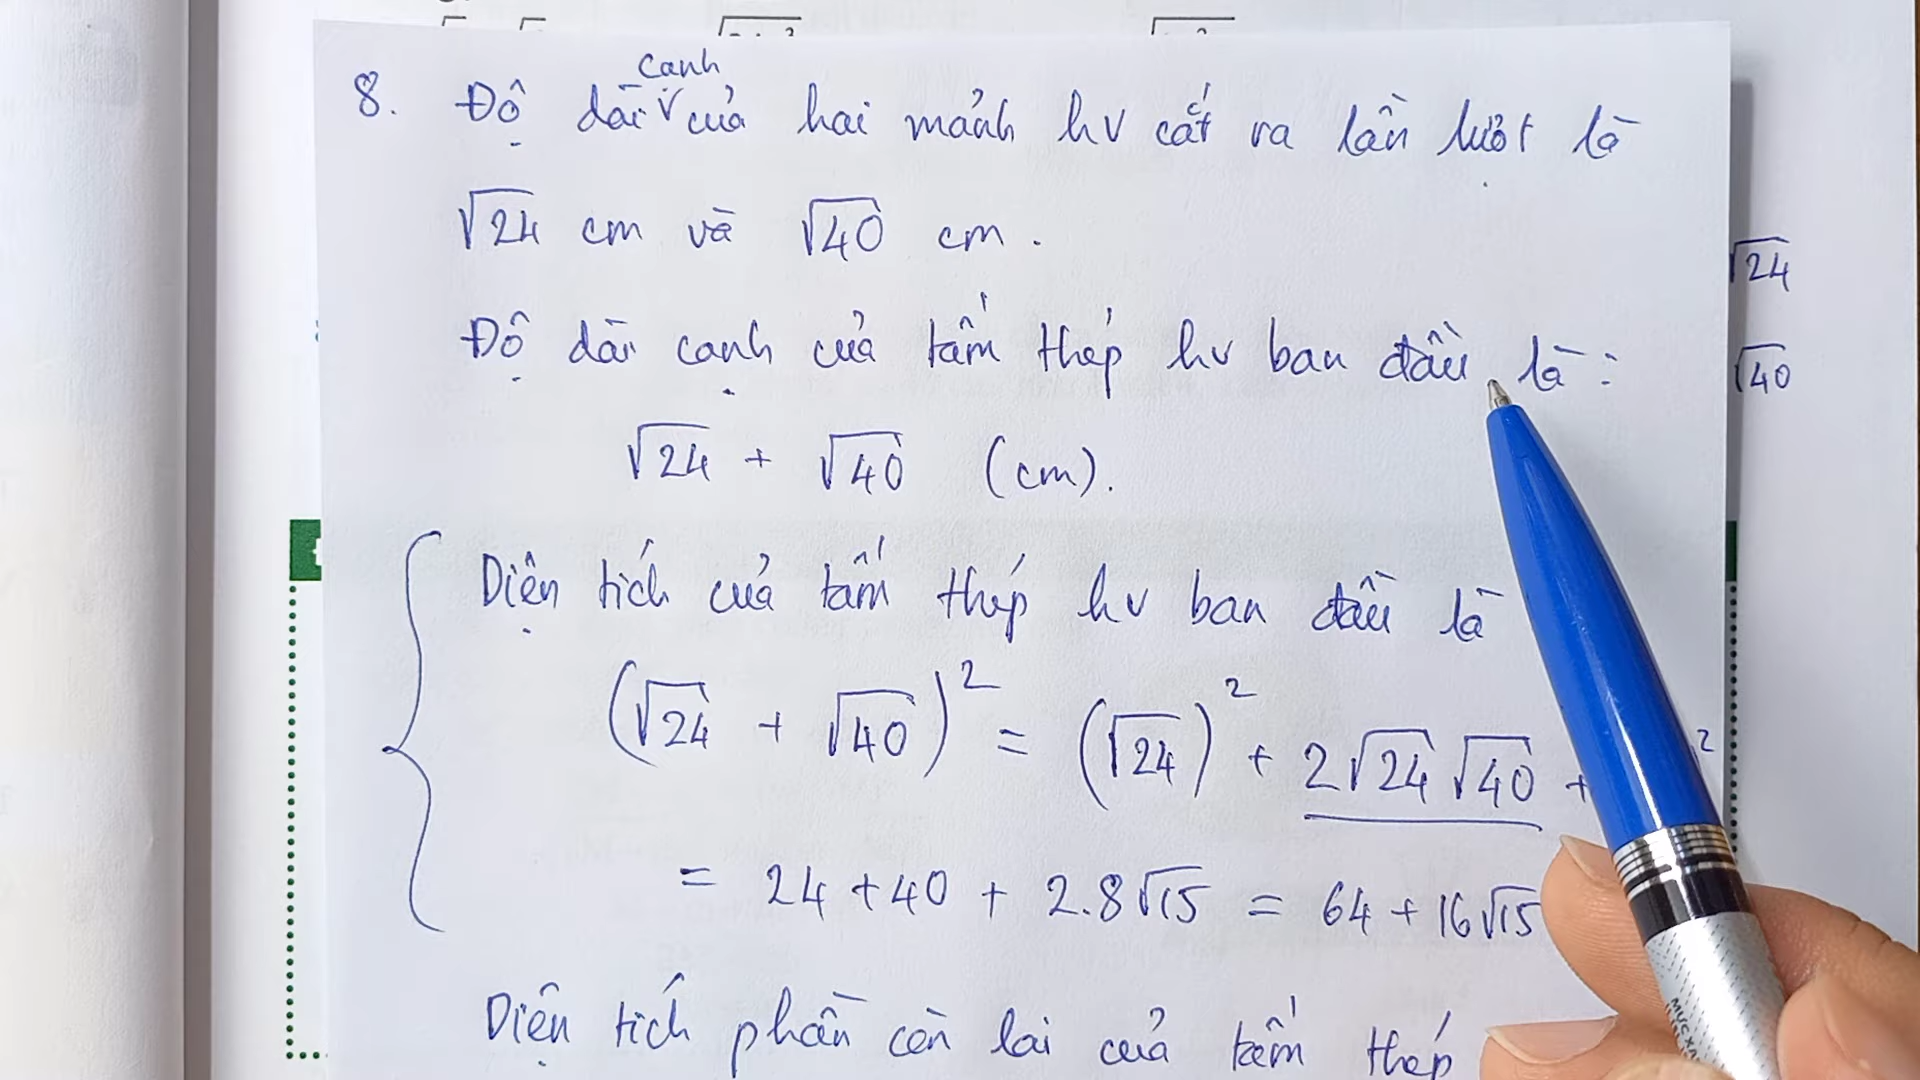 8. Độ dài cạnh của hai mảnh hv cắt ra lần lượt là
√24 cm và √40 cm.
Độ dài cạnh của tấm thép hv ban đầu là:
√24 + √40 (cm).
Diện tích của tấm thép hv ban đầu là
(√24 + √40)² = (√24)² + 2√24 √40 + ²
= 24 + 40 + 2.8√15 = 64 + 16√15
Diện tích phần còn lại của tấm thép
√24
√40